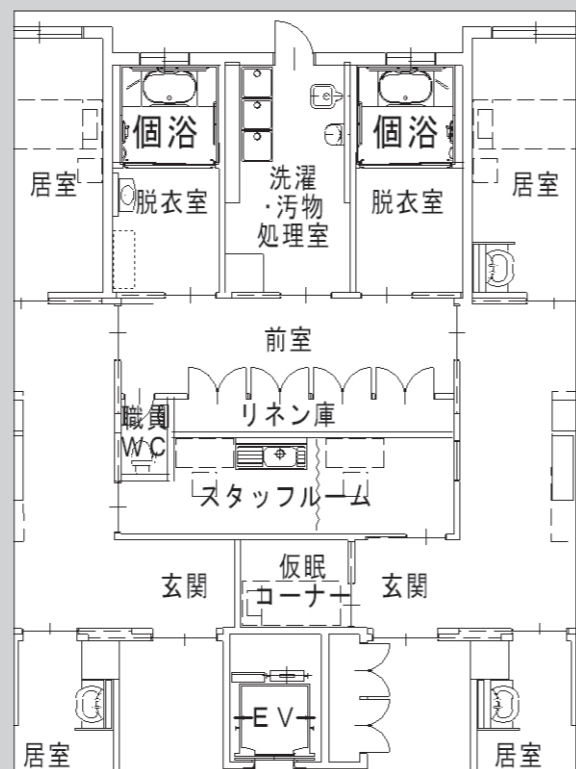 個浴
個浴
居室
脱衣室
洗濯
・汚物
処理室
脱衣室
居室
前室
職員
WC
リネン庫
スタッフルーム
玄関
仮眠
コーナー
玄関
EV
居室
居室